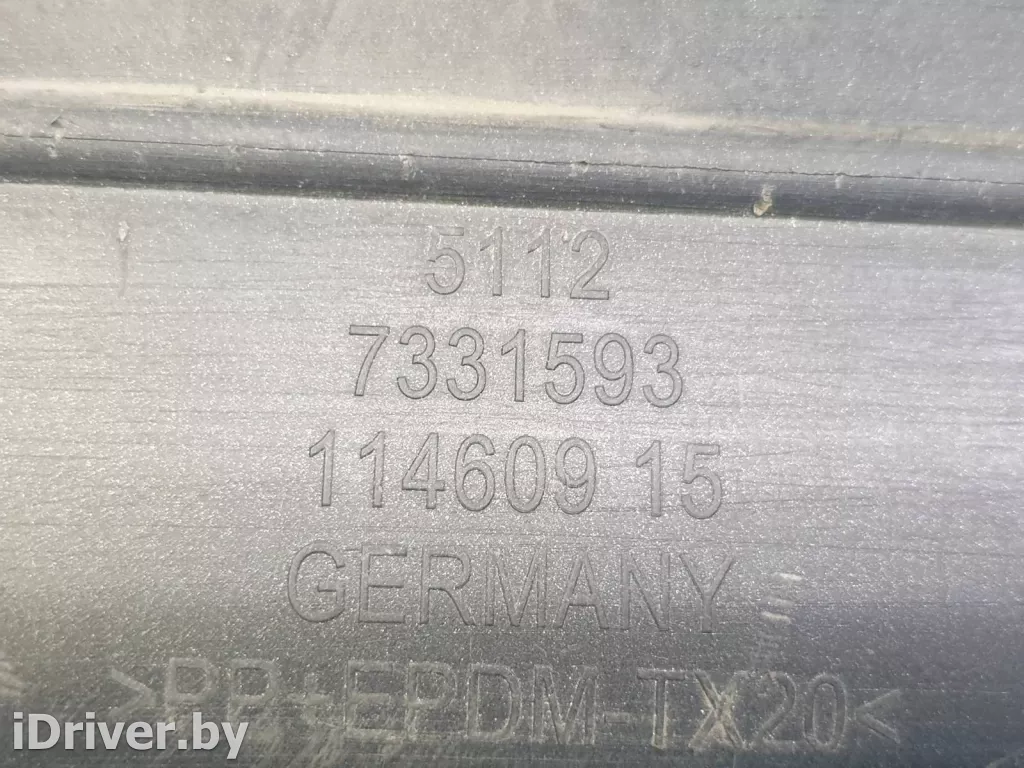 5112
7331593
114609 15
GERMANY
>PP+EPDM-TX20<
iDriver.by